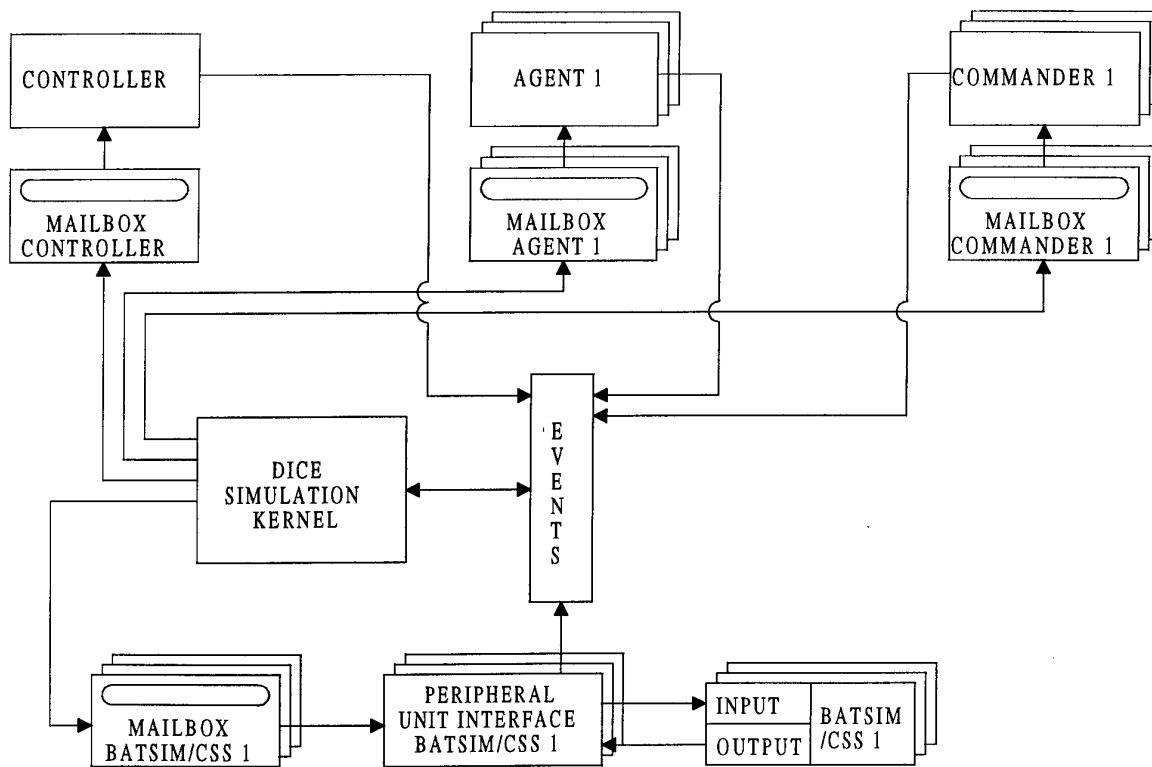 CONTROLLER
AGENT 1
COMMANDER 1
MAILBOX
CONTROLLER
MAILBOX
AGENT 1
MAILBOX
COMMANDER 1
DICE
SIMULATION
KERNEL
EVENTS
MAILBOX
BATSIM/CSS 1
PERIPHERAL
UNIT INTERFACE
BATSIM/CSS 1
INPUT
OUTPUT
BATSIM
/CSS 1